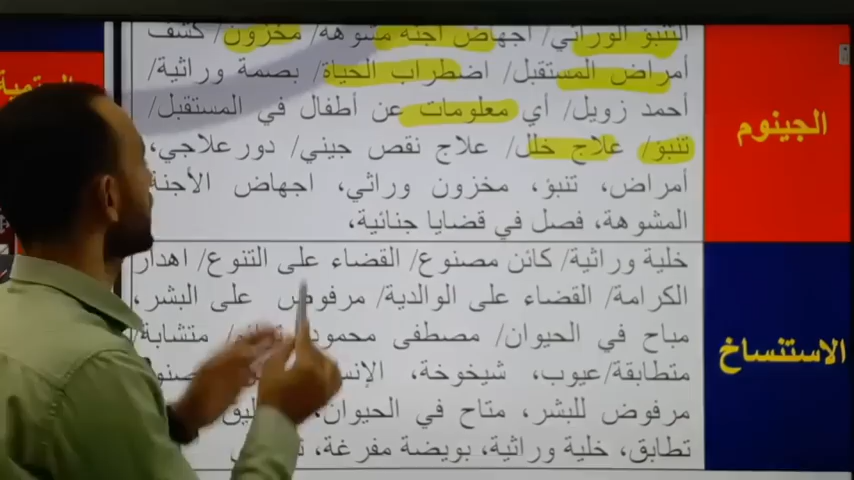 التنبؤ الوراثي/ اجهاض اجنة مشوهة/ مخزون/ كشف
أمراض المستقبل/ اضطراب الحياة/ بصمة وراثية/
أحمد زويل/ أي معلومات عن أطفال في المستقبل/
تنبؤ/ علاج خلل/ علاج نقص جيني/ دور علاجي،
أمراض، تنبؤ، مخزون وراثي، اجهاض الأجنة
المشوهة، فصل في قضايا جنائية،
الجينوم
خلية وراثية/ كائن مصنوع/ القضاء على التنوع/ اهدار
الكرامة/ القضاء على الوالدية/ مرفوض على البشر،
مباح في الحيوان/ مصطفى محمود/ متشابة/
متطابقة/عيوب، شيخوخة،
مرفوض للبشر، متاح في الحيوان،
تطابق، خلية وراثية، بويضة مفرغة،
الاستنساخ